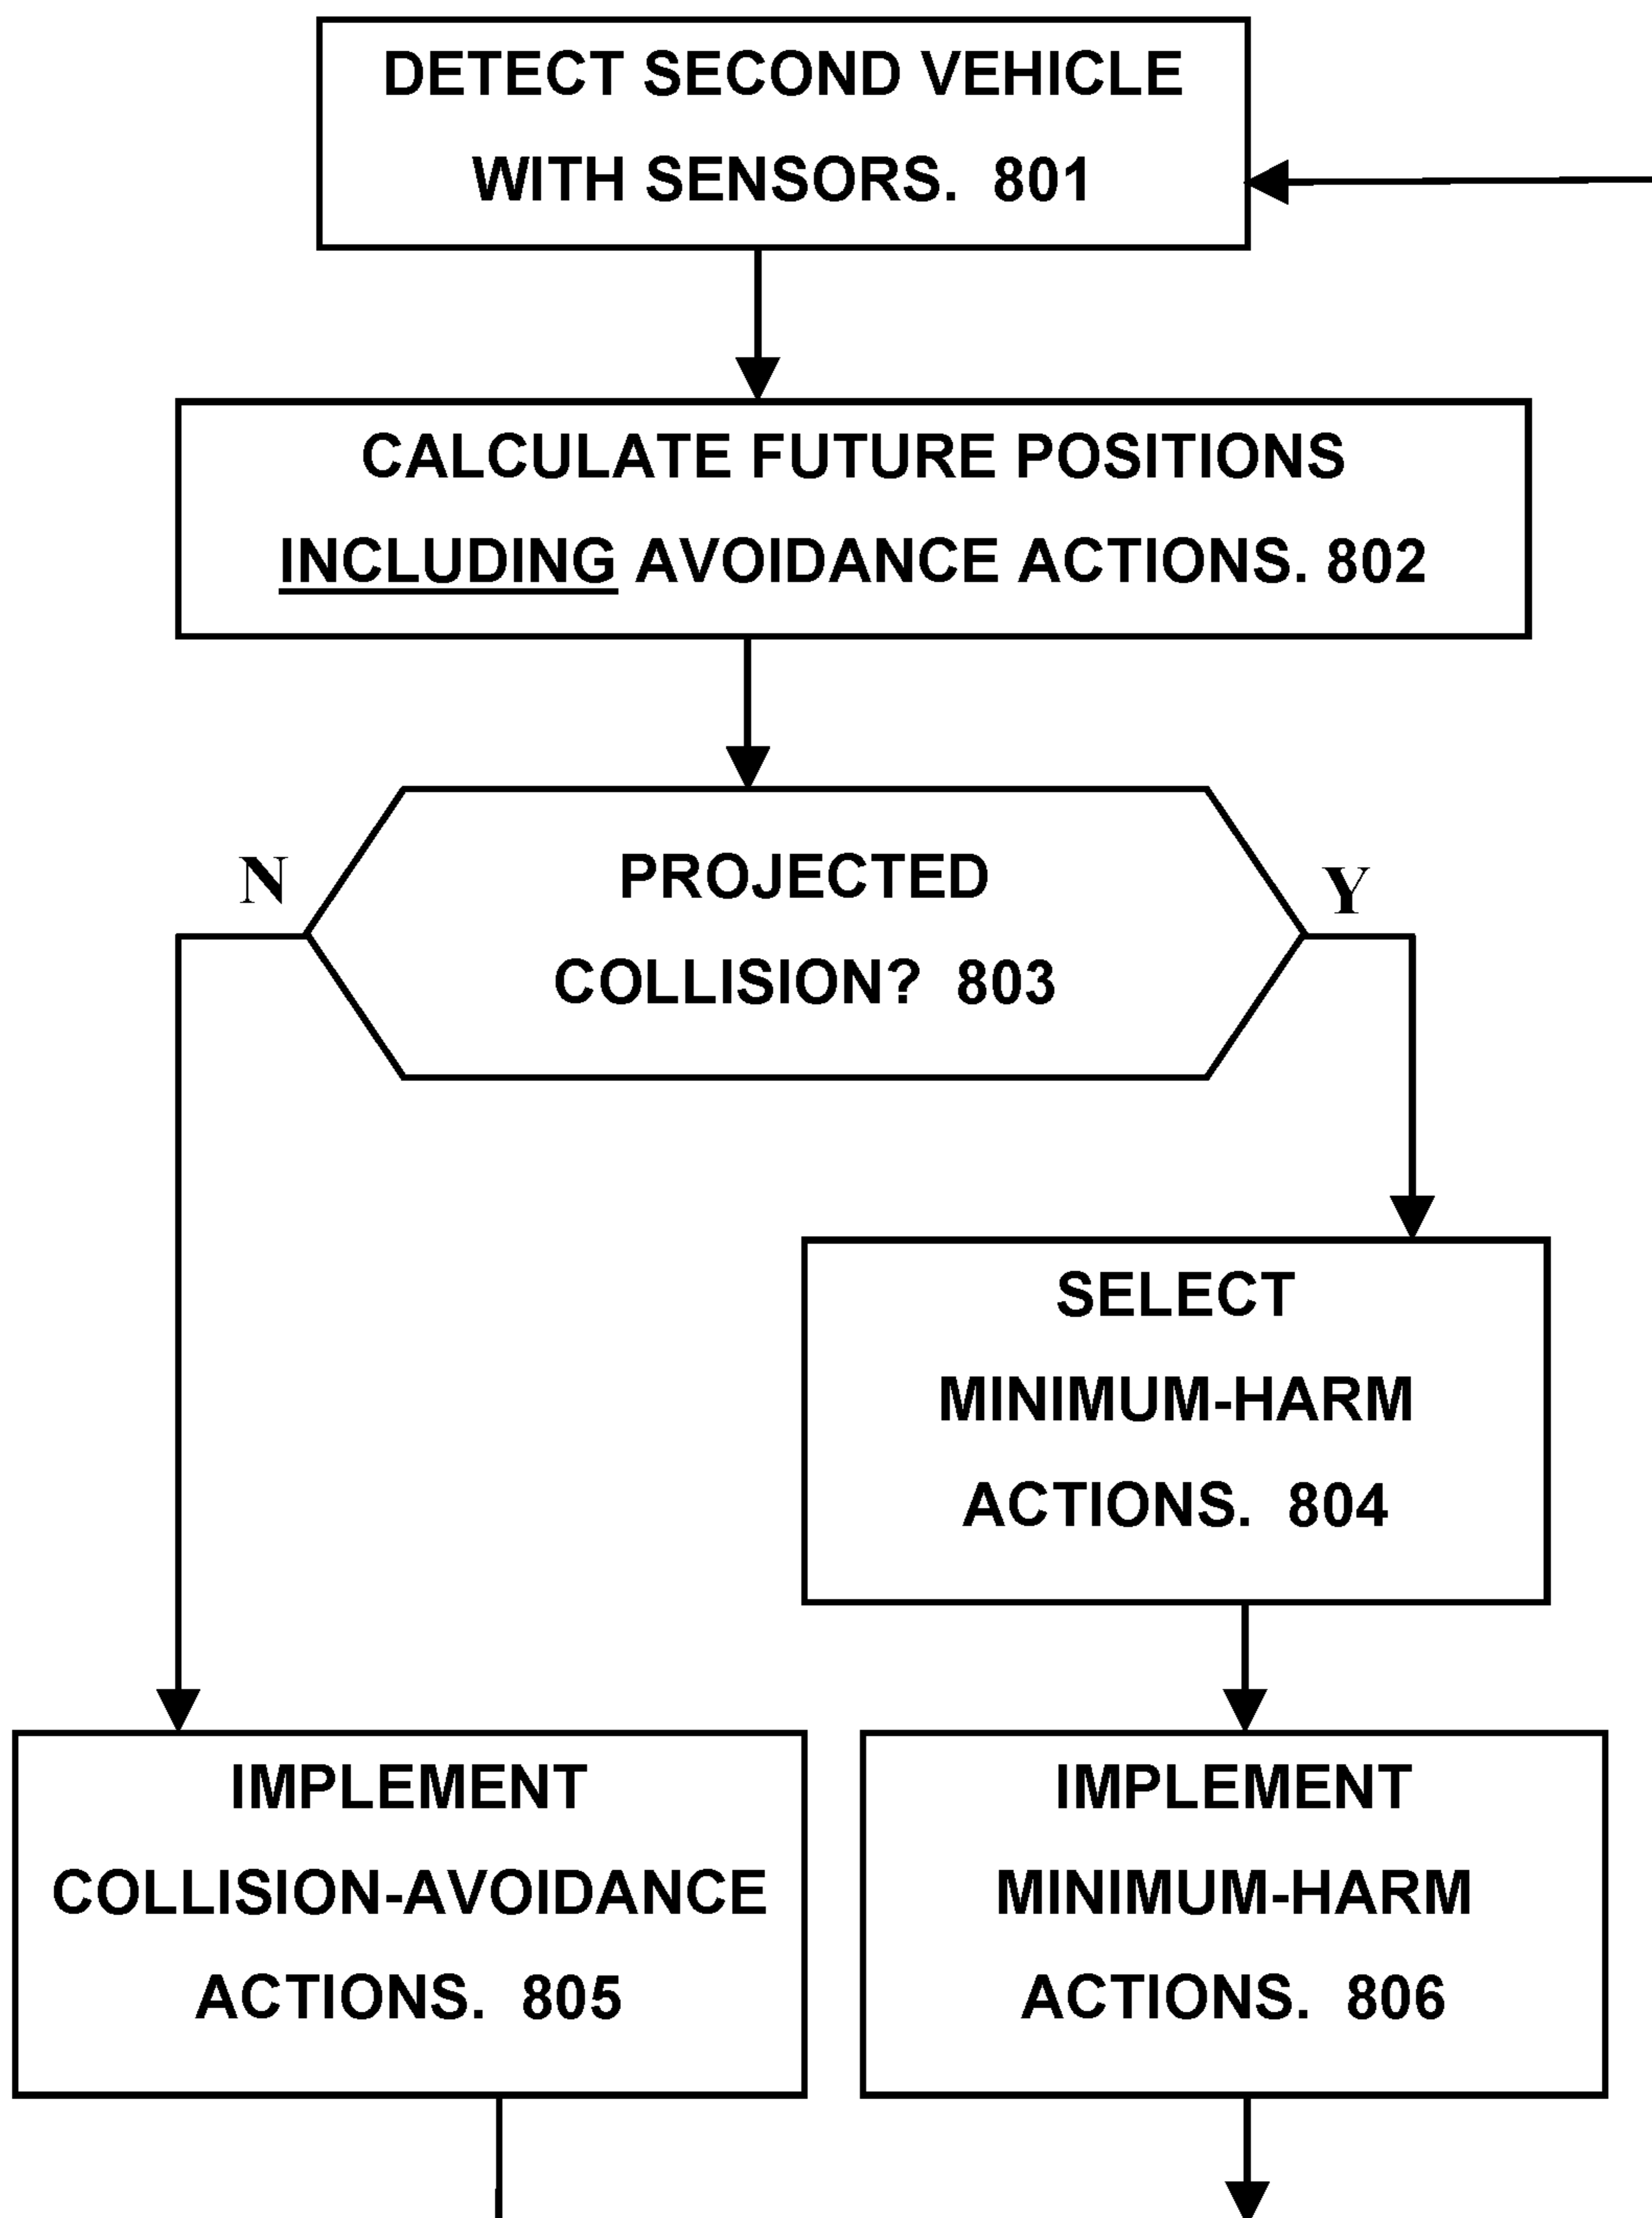 DETECT SECOND VEHICLE
WITH SENSORS. 801
CALCULATE FUTURE POSITIONS
INCLUDING AVOIDANCE ACTIONS. 802
PROJECTED
COLLISION? 803
N
Y
SELECT
MINIMUM-HARM
ACTIONS. 804
IMPLEMENT
COLLISION-AVOIDANCE
ACTIONS. 805
IMPLEMENT
MINIMUM-HARM
ACTIONS. 806